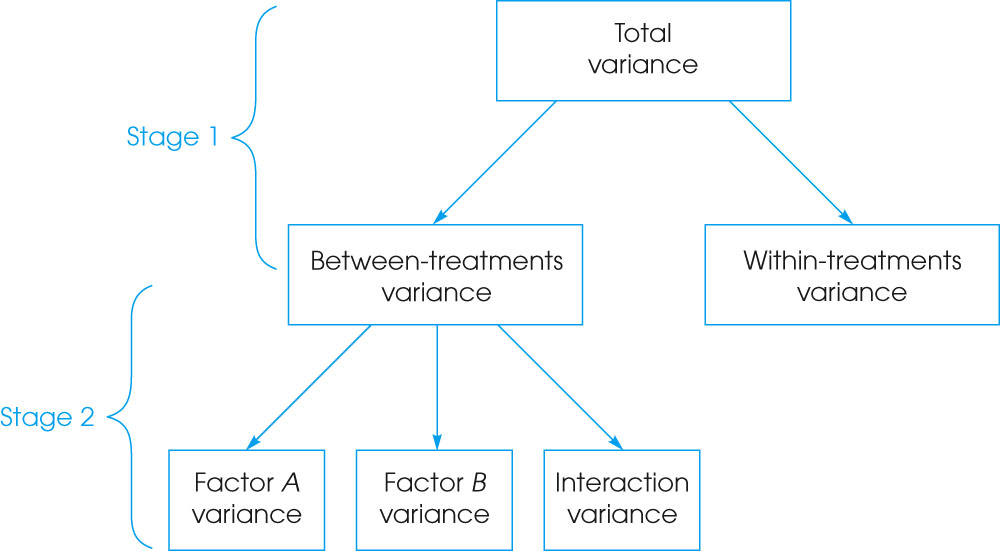 Total
variance
Stage 1
Between-treatments
variance
Within-treatments
variance
Stage 2
Factor A
variance
Factor B
variance
Interaction
variance